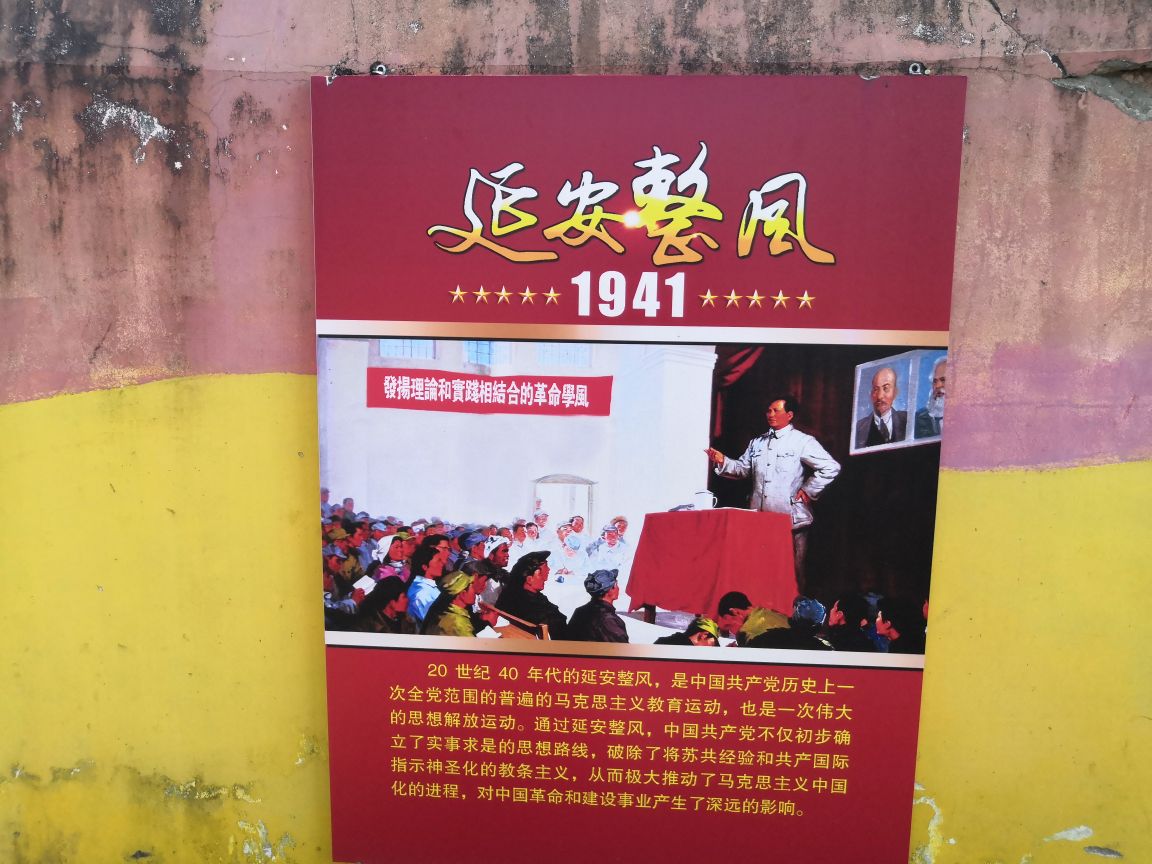 延安整风
1941
發揚理論和實踐相結合的革命學風
20 世纪 40 年代的延安整风，是中国共产党历史上一
次全党范围的普遍的马克思主义教育运动，也是一次伟大
的思想解放运动。通过延安整风，中国共产党不仅初步确
立了实事求是的思想路线，破除了将苏共经验和共产国际
指示神圣化的教条主义，从而极大推动了马克思主义中国
化的进程，对中国革命和建设事业产生了深远的影响。